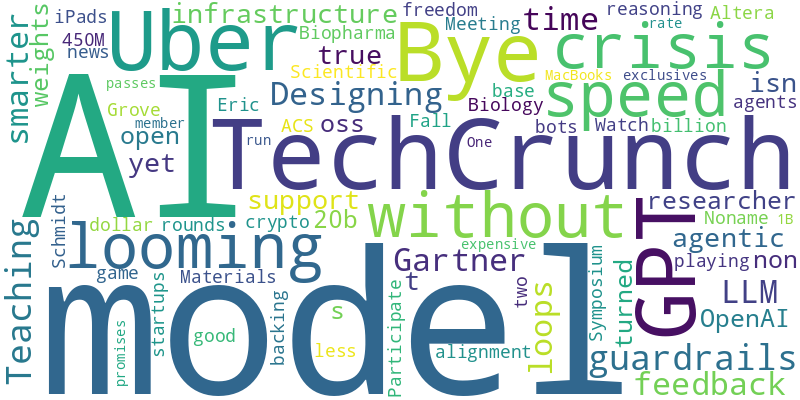 iPads
Uber
infrastructure
freedom
Meeting
time
reasoning
Altera
rate
450M
news
weights
Biopharma
true
Bye
crisis
smarter
passes
Scientific
MacBooks
exclusives
isn
Grove
Eric
Designing
base
Biology
speed
agents
member
open
ACS
oss
Fall
bots
Watch
billion
AI
yet
run
TechCrunch
One
support
without
researcher
Schmidt
dollar
rounds
crypto
20b
GPT
Noname
1B
Teaching
looming
expensive
agentic
game
Materials
Gartner
t
playing
non
startups
backing
Participate
two
loops
Symposium
turned
LLM
promises
model
good
s
less
alignment
OpenAI
guardrails
feedback